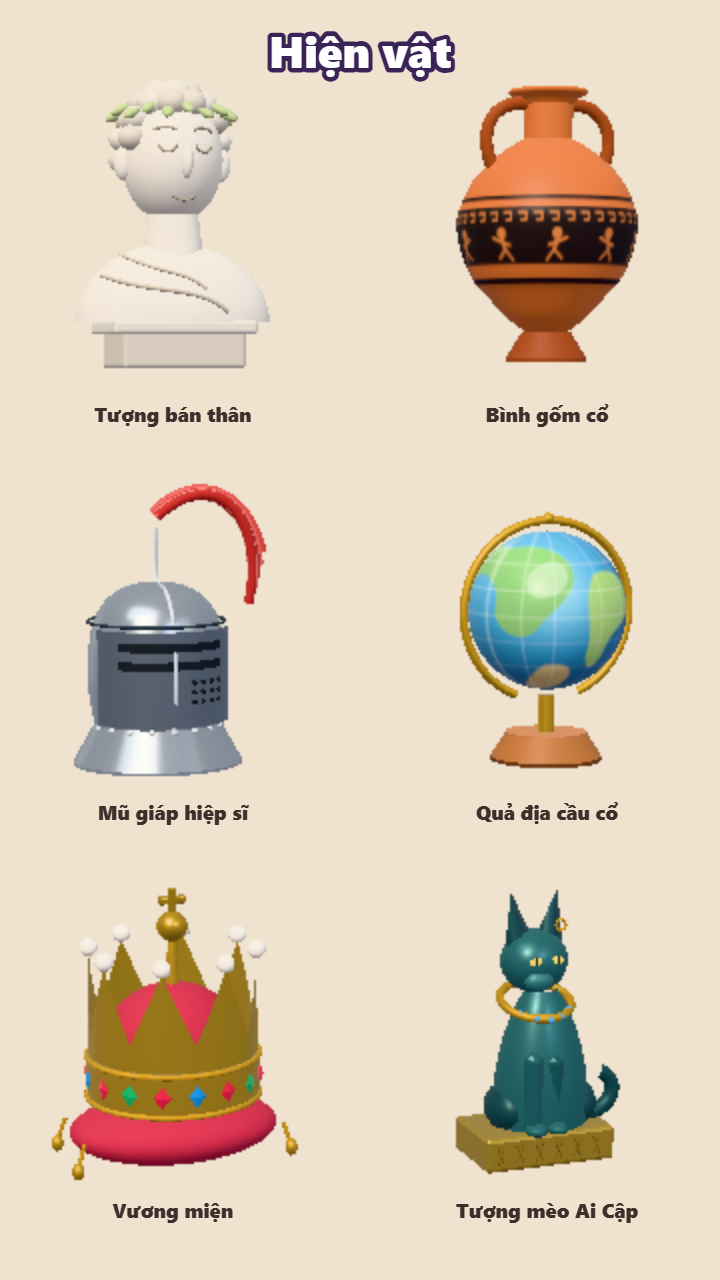 Hiện vật
Tượng bán thân
Bình gốm cổ
Mũ giáp hiệp sĩ
Quả địa cầu cổ
Vương miện
Tượng mèo Ai Cập